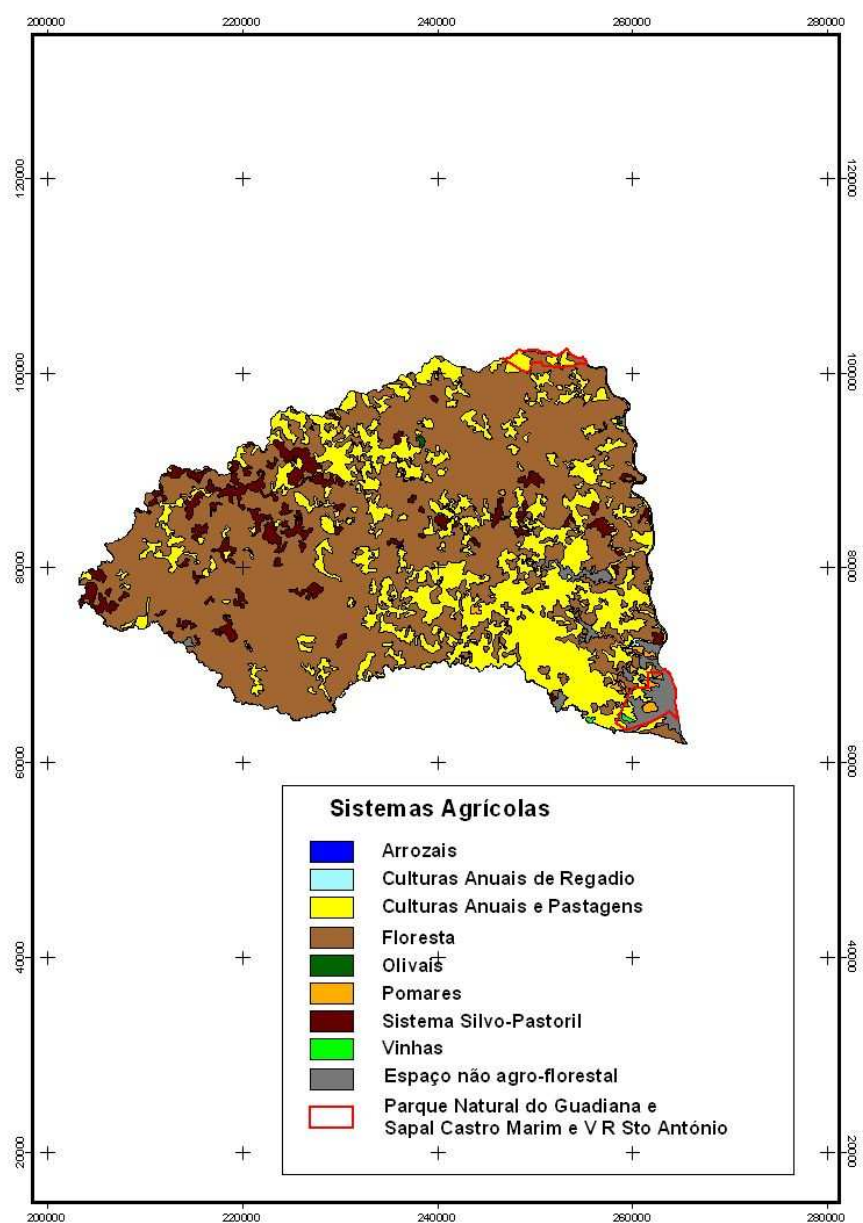 200000 220000 240000 260000 280000
120000 120000
100000 100000
80000 80000
60000 60000
Sistemas Agrícolas
Arrozais
Culturas Anuais de Regadio
Culturas Anuais e Pastagens
Floresta
Olivais
Pomares
Sistema Silvo-Pastoril
Vinhas
Espaço não agro-florestal
Parque Natural do Guadiana e
Sapal Castro Marim e V R Sto António
40000 40000
20000 20000
200000 220000 240000 260000 280000